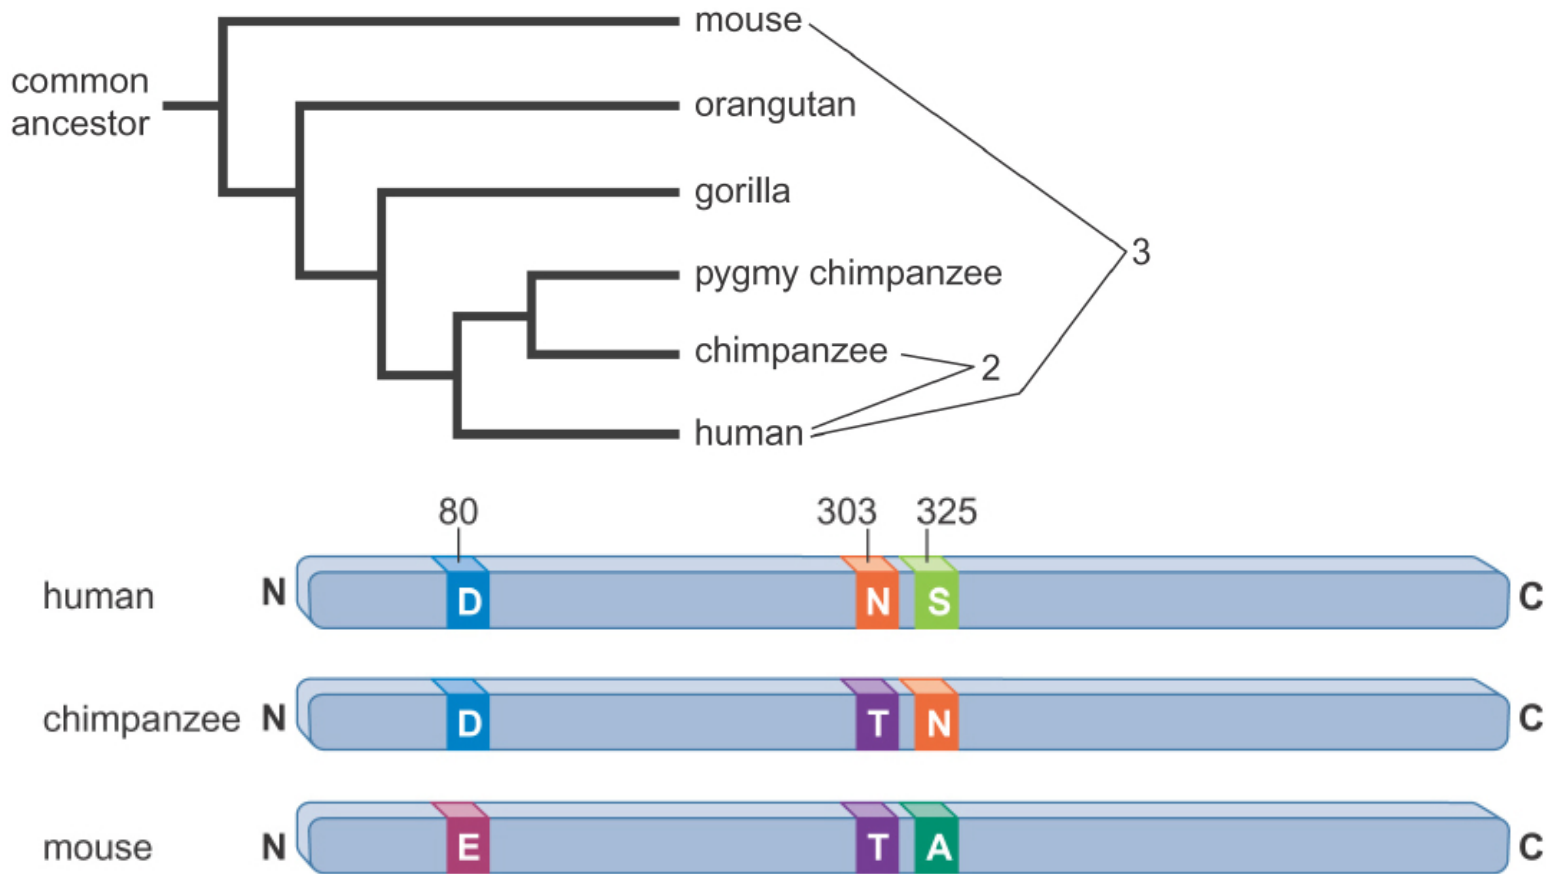 mouse
common
ancestor
orangutan
gorilla
3
pygmy chimpanzee
chimpanzee
2
human
80 303 325
human N D N S C
chimpanzee N D T N C
mouse N E T A C